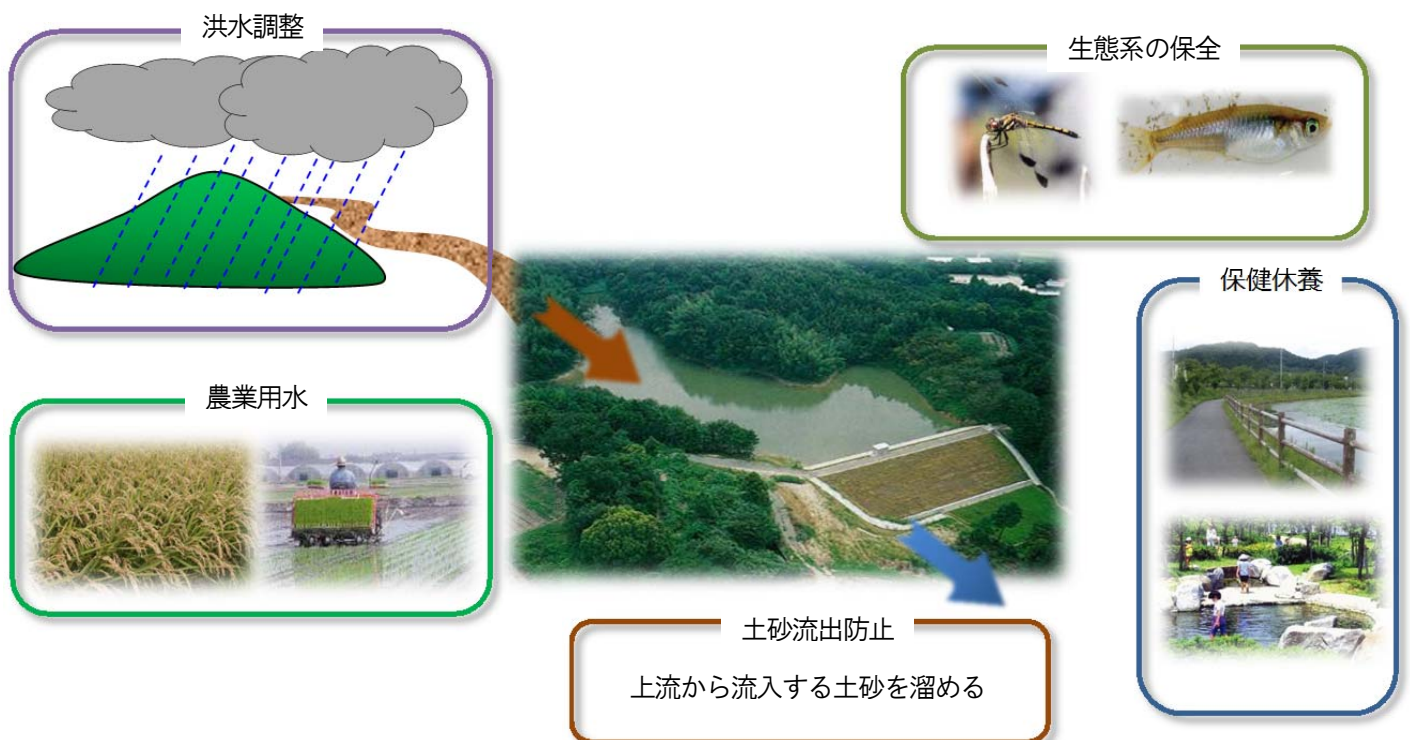 洪水調整
生態系の保全
保健休養
農業用水
土砂流出防止
上流から流入する土砂を溜める